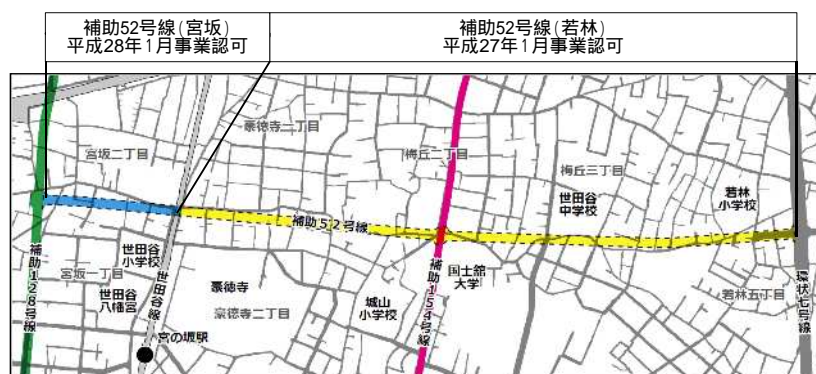 補助52号線(宮坂)
平成28年1月事業認可
補助52号線(若林)
平成27年1月事業認可
豪徳寺一丁目
宮坂二丁目
梅丘二丁目
梅丘三丁目
世田谷
中学校
若林
小学校
補助52号線
世田谷
小学校
宮坂一丁目
世田谷
八幡宮
補助128号線
世田谷線
宮の坂駅
豪徳寺
豪徳寺二丁目
城山
小学校
補助154号線
国士舘
大学
若林五丁目
環状七号線